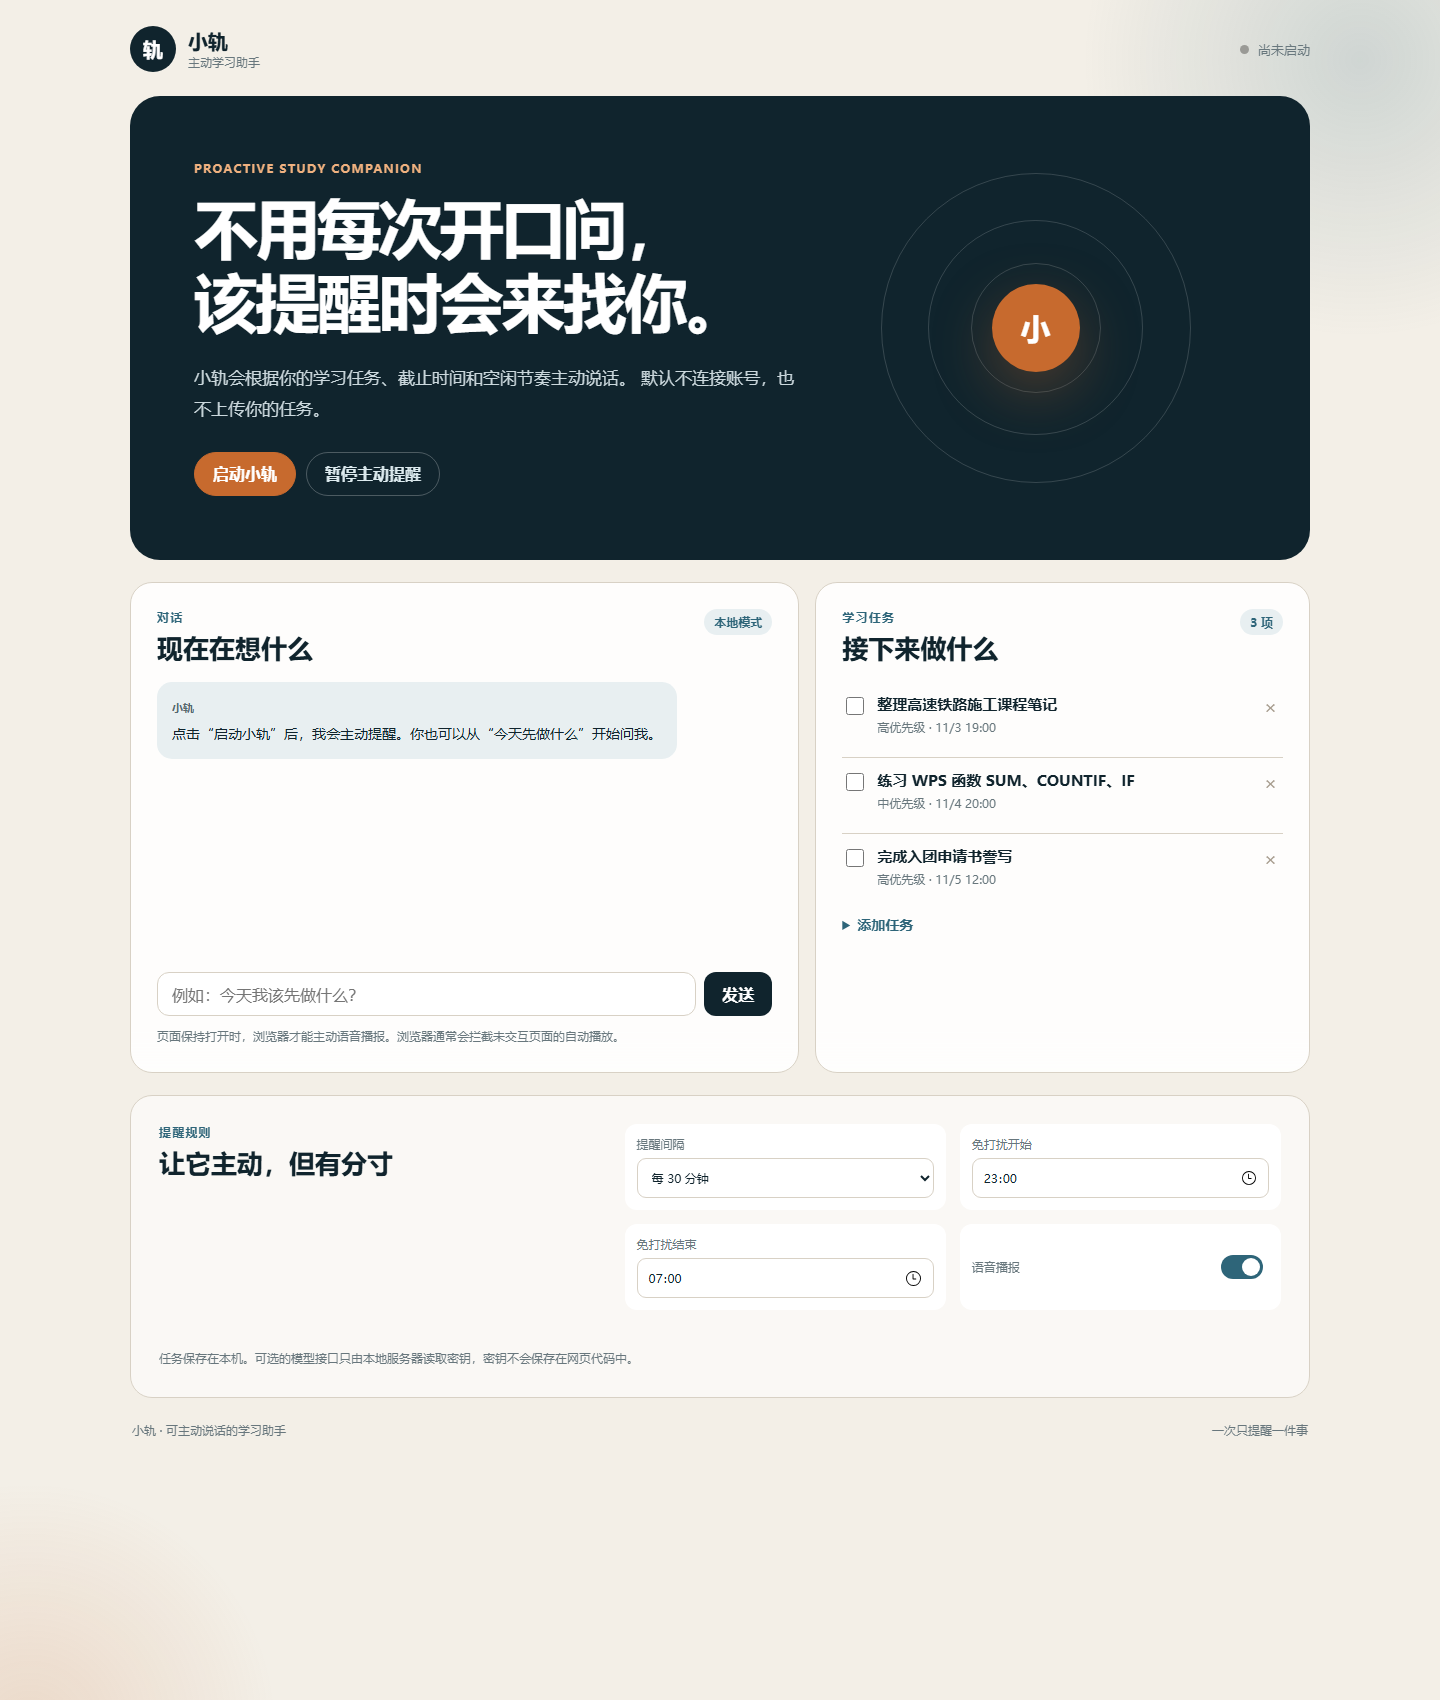 轨
小轨
主动学习助手
尚未启动
PROACTIVE STUDY COMPANION
不用每次开口问，
该提醒时会来找你。
小轨会根据你的学习任务、截止时间和空闲节奏主动说话。 默认不连接账号，也
不上传你的任务。
启动小轨
暂停主动提醒
小
对话
现在在想什么
本地模式
小轨
点击“启动小轨”后，我会主动提醒。你也可以从“今天先做什么”开始问我。
例如：今天我该先做什么？
发送
页面保持打开时，浏览器才能主动语音播报。浏览器通常会拦截未交互页面的自动播放。
学习任务
接下来做什么
3 项
整理高速铁路施工课程笔记
高优先级 · 11/3 19:00
×
练习 WPS 函数 SUM、COUNTIF、IF
中优先级 · 11/4 20:00
×
完成入团申请书誊写
高优先级 · 11/5 12:00
×
添加任务
提醒规则
让它主动，但有分寸
提醒间隔
每 30 分钟
免打扰开始
23:00
免打扰结束
07:00
语音播报
任务保存在本机。可选的模型接口只由本地服务器读取密钥，密钥不会保存在网页代码中。
小轨 · 可主动说话的学习助手
一次只提醒一件事